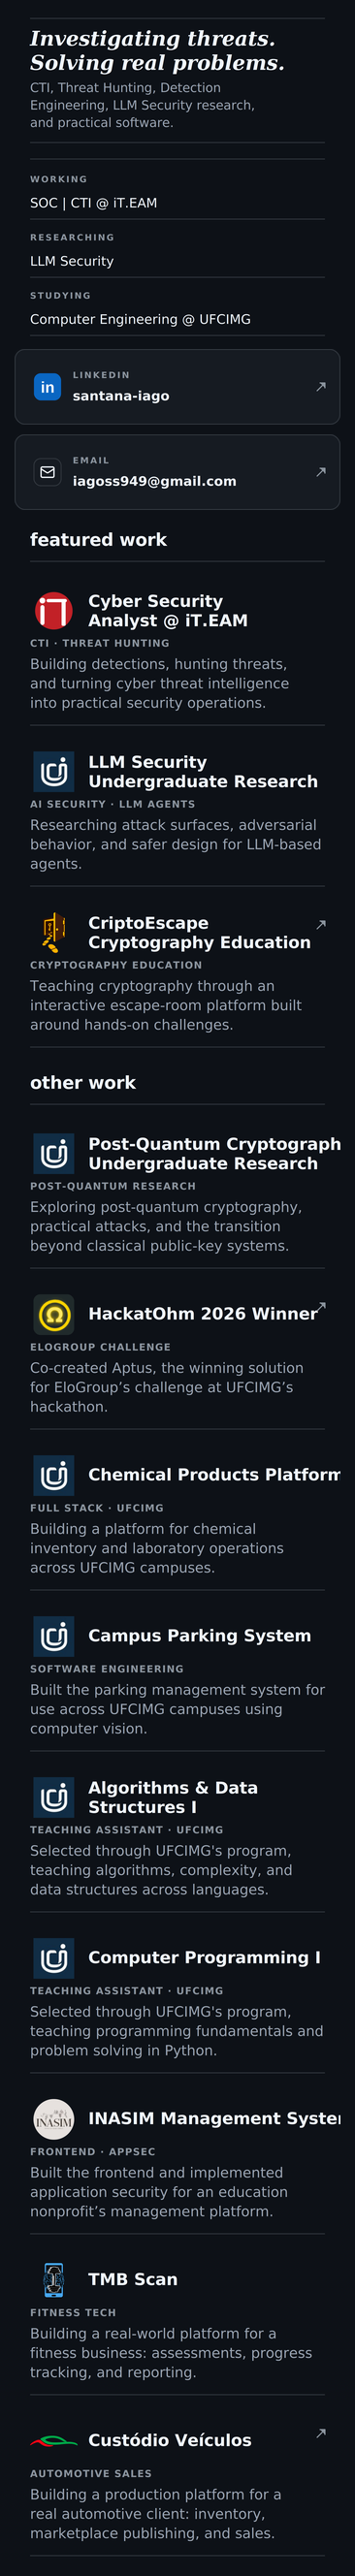 Investigating threats.
Solving real problems.
CTI, Threat Hunting, Detection
Engineering, LLM Security research,
and practical software.
WORKING
SOC | CTI @ iT.EAM
RESEARCHING
LLM Security
STUDYING
Computer Engineering @ UFCIMG
in
LINKEDIN
santana-iago
EMAIL
iagoss949@gmail.com
featured work
iT
Cyber Security
Analyst @ iT.EAM
CTI · THREAT HUNTING
Building detections, hunting threats,
and turning cyber threat intelligence
into practical security operations.
LLM Security
Undergraduate Research
AI SECURITY · LLM AGENTS
Researching attack surfaces, adversarial
behavior, and safer design for LLM-based
agents.
CriptoEscape
Cryptography Education
CRYPTOGRAPHY EDUCATION
Teaching cryptography through an
interactive escape-room platform built
around hands-on challenges.
other work
Post-Quantum Cryptograph
Undergraduate Research
POST-QUANTUM RESEARCH
Exploring post-quantum cryptography,
practical attacks, and the transition
beyond classical public-key systems.
Ω
HackatOhm 2026 Winner
ELOGROUP CHALLENGE
Co-created Aptus, the winning solution
for EloGroup’s challenge at UFCIMG’s
hackathon.
Chemical Products Platform
FULL STACK · UFCIMG
Building a platform for chemical
inventory and laboratory operations
across UFCIMG campuses.
Campus Parking System
SOFTWARE ENGINEERING
Built the parking management system for
use across UFCIMG campuses using
computer vision.
Algorithms & Data
Structures I
TEACHING ASSISTANT · UFCIMG
Selected through UFCIMG's program,
teaching algorithms, complexity, and
data structures across languages.
Computer Programming I
TEACHING ASSISTANT · UFCIMG
Selected through UFCIMG's program,
teaching programming fundamentals and
problem solving in Python.
INASIM
INASIM Management Syste
FRONTEND · APPSEC
Built the frontend and implemented
application security for an education
nonprofit’s management platform.
TMB Scan
FITNESS TECH
Building a real-world platform for a
fitness business: assessments, progress
tracking, and reporting.
Custódio Veículos
AUTOMOTIVE SALES
Building a production platform for a
real automotive client: inventory,
marketplace publishing, and sales.